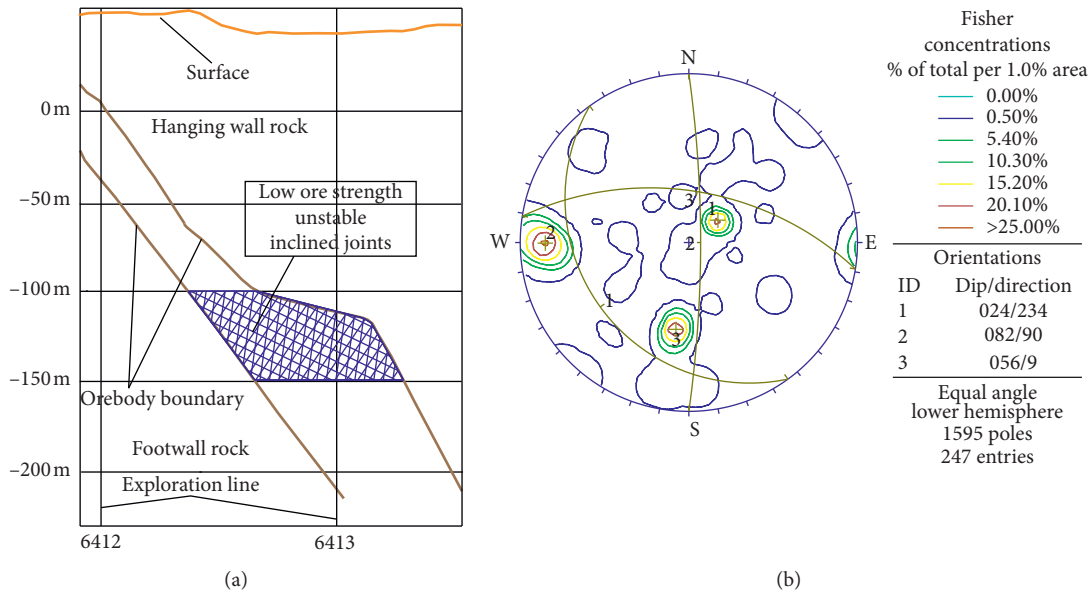 Surface
0 m
Hanging wall rock
Low ore strength
unstable
inclined joints
−50 m
−100 m
−150 m
Orebody boundary
Footwall rock
−200 m
Exploration line
6412
6413
(a)
N
W
E
S
1
2
3
1
2
3
1
2
3
(b)
Fisher
concentrations
% of total per 1.0% area
0.00%
0.50%
5.40%
10.30%
15.20%
20.10%
>25.00%
Orientations
ID Dip/direction
1 024/234
2 082/90
3 056/9
Equal angle
lower hemisphere
1595 poles
247 entries